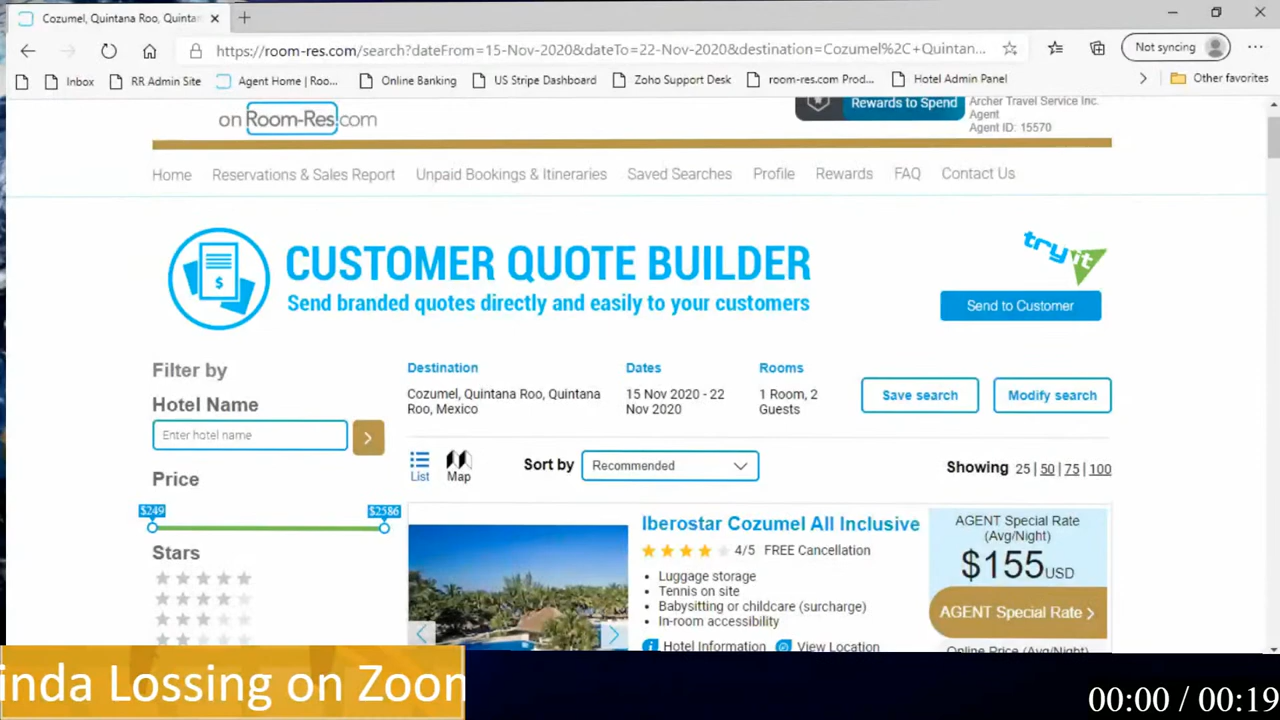 Cozumel, Quintana Roo, Quinta
https://room-res.com/search?dateFrom=15-Nov-2020&dateTo=22-Nov-2020&destination=Cozumel%2C+Quintan...
Not syncing
Inbox
RR Admin Site
Agent Home | Roo...
Online Banking
US Stripe Dashboard
Zoho Support Desk
room-res.com Prod...
Hotel Admin Panel
Other favorites
on Room-Res.com
Rewards to Spend
Archer Travel Service Inc.
Agent
Agent ID: 15570
Home Reservations & Sales Report Unpaid Bookings & Itineraries Saved Searches Profile Rewards FAQ Contact Us
CUSTOMER QUOTE BUILDER
Send branded quotes directly and easily to your customers
try it
Send to Customer
Filter by
Hotel Name
Enter hotel name
Price
$249 $2586
Stars
Destination
Cozumel, Quintana Roo, Quintana
Roo, Mexico
Dates
15 Nov 2020 - 22
Nov 2020
Rooms
1 Room, 2
Guests
Save search
Modify search
List
Map
Sort by Recommended
Showing 25 | 50 | 75 | 100
Iberostar Cozumel All Inclusive
4/5 FREE Cancellation
• Luggage storage
• Tennis on site
• Babysitting or childcare (surcharge)
• In-room accessibility
Hotel Information View Location
AGENT Special Rate
(Avg/Night)
$155USD
AGENT Special Rate >
Online Price (Avg/Night)
inda Lossing on Zoon
00:00 / 00:19